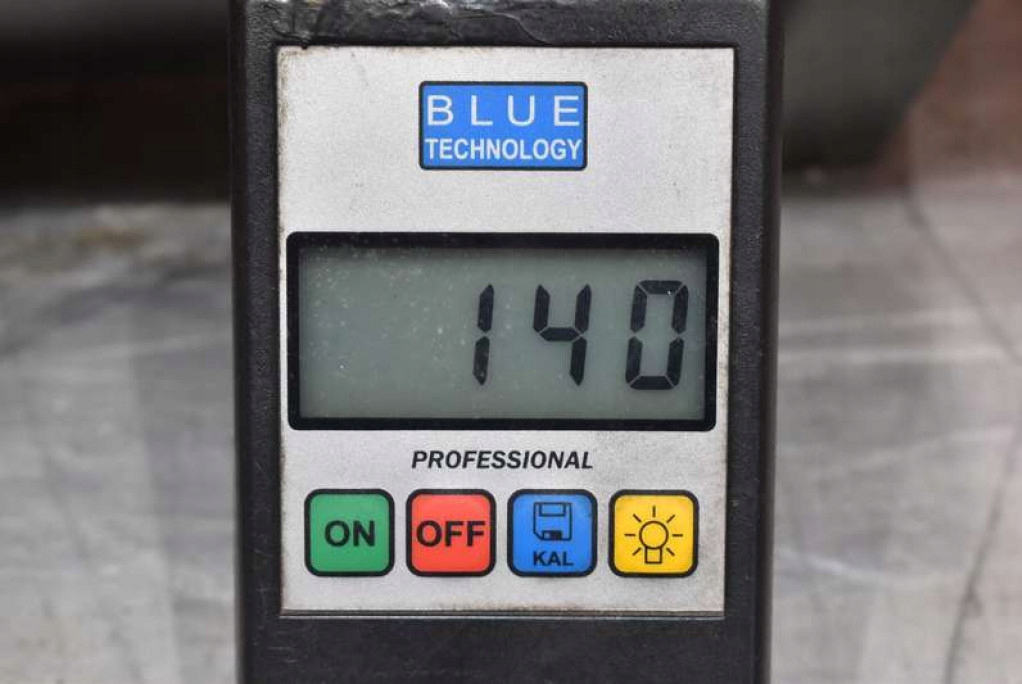 BLUE
TECHNOLOGY
140
PROFESSIONAL
ON OFF KAL